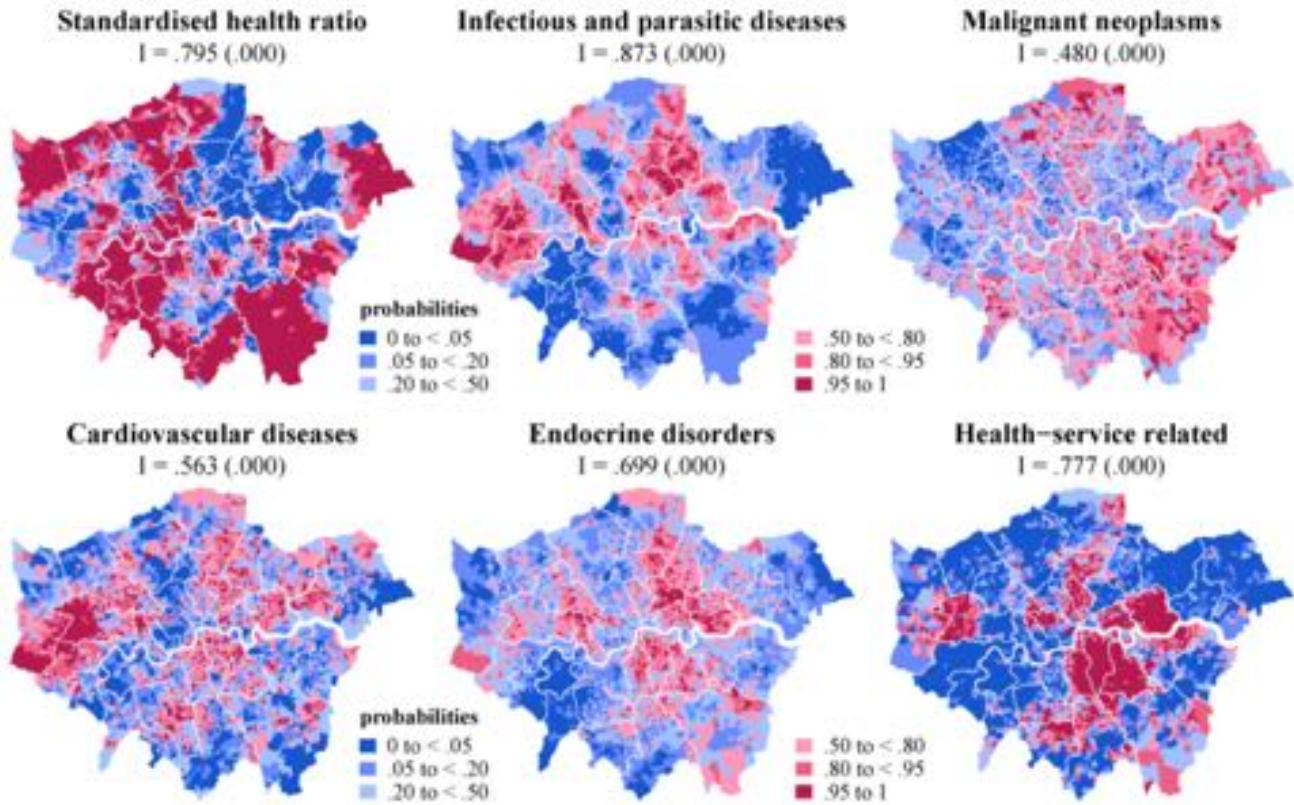 Standardised health ratio
I = .795 (.000)
Infectious and parasitic diseases
I = .873 (.000)
Malignant neoplasms
I = .480 (.000)
probabilities
0 to < .05
.05 to < .20
.20 to < .50
.50 to < .80
.80 to < .95
.95 to 1
Cardiovascular diseases
I = .563 (.000)
Endocrine disorders
I = .699 (.000)
Health−service related
I = .777 (.000)
probabilities
0 to < .05
.05 to < .20
.20 to < .50
.50 to < .80
.80 to < .95
.95 to 1